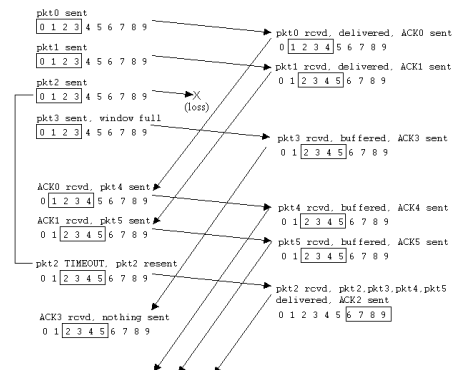 pkt0 sent
0 1 2 3 4 5 6 7 8 9
pkt1 sent
0 1 2 3 4 5 6 7 8 9
pkt2 sent
0 1 2 3 4 5 6 7 8 9
X
(loss)
pkt3 sent, window full
0 1 2 3 4 5 6 7 8 9
ACK0 rcvd, pkt4 sent
0 1 2 3 4 5 6 7 8 9
ACK1 rcvd, pkt5 sent
0 1 2 3 4 5 6 7 8 9
pkt2 TIMEOUT, pkt2 resent
0 1 2 3 4 5 6 7 8 9
ACK3 rcvd, nothing sent
0 1 2 3 4 5 6 7 8 9
pkt0 rcvd, delivered, ACK0 sent
0 1 2 3 4 5 6 7 8 9
pkt1 rcvd, delivered, ACK1 sent
0 1 2 3 4 5 6 7 8 9
pkt3 rcvd, buffered, ACK3 sent
0 1 2 3 4 5 6 7 8 9
pkt4 rcvd, buffered, ACK4 sent
0 1 2 3 4 5 6 7 8 9
pkt5 rcvd, buffered, ACK5 sent
0 1 2 3 4 5 6 7 8 9
pkt2 rcvd, pkt2,pkt3,pkt4,pkt5
delivered, ACK2 sent
0 1 2 3 4 5 6 7 8 9